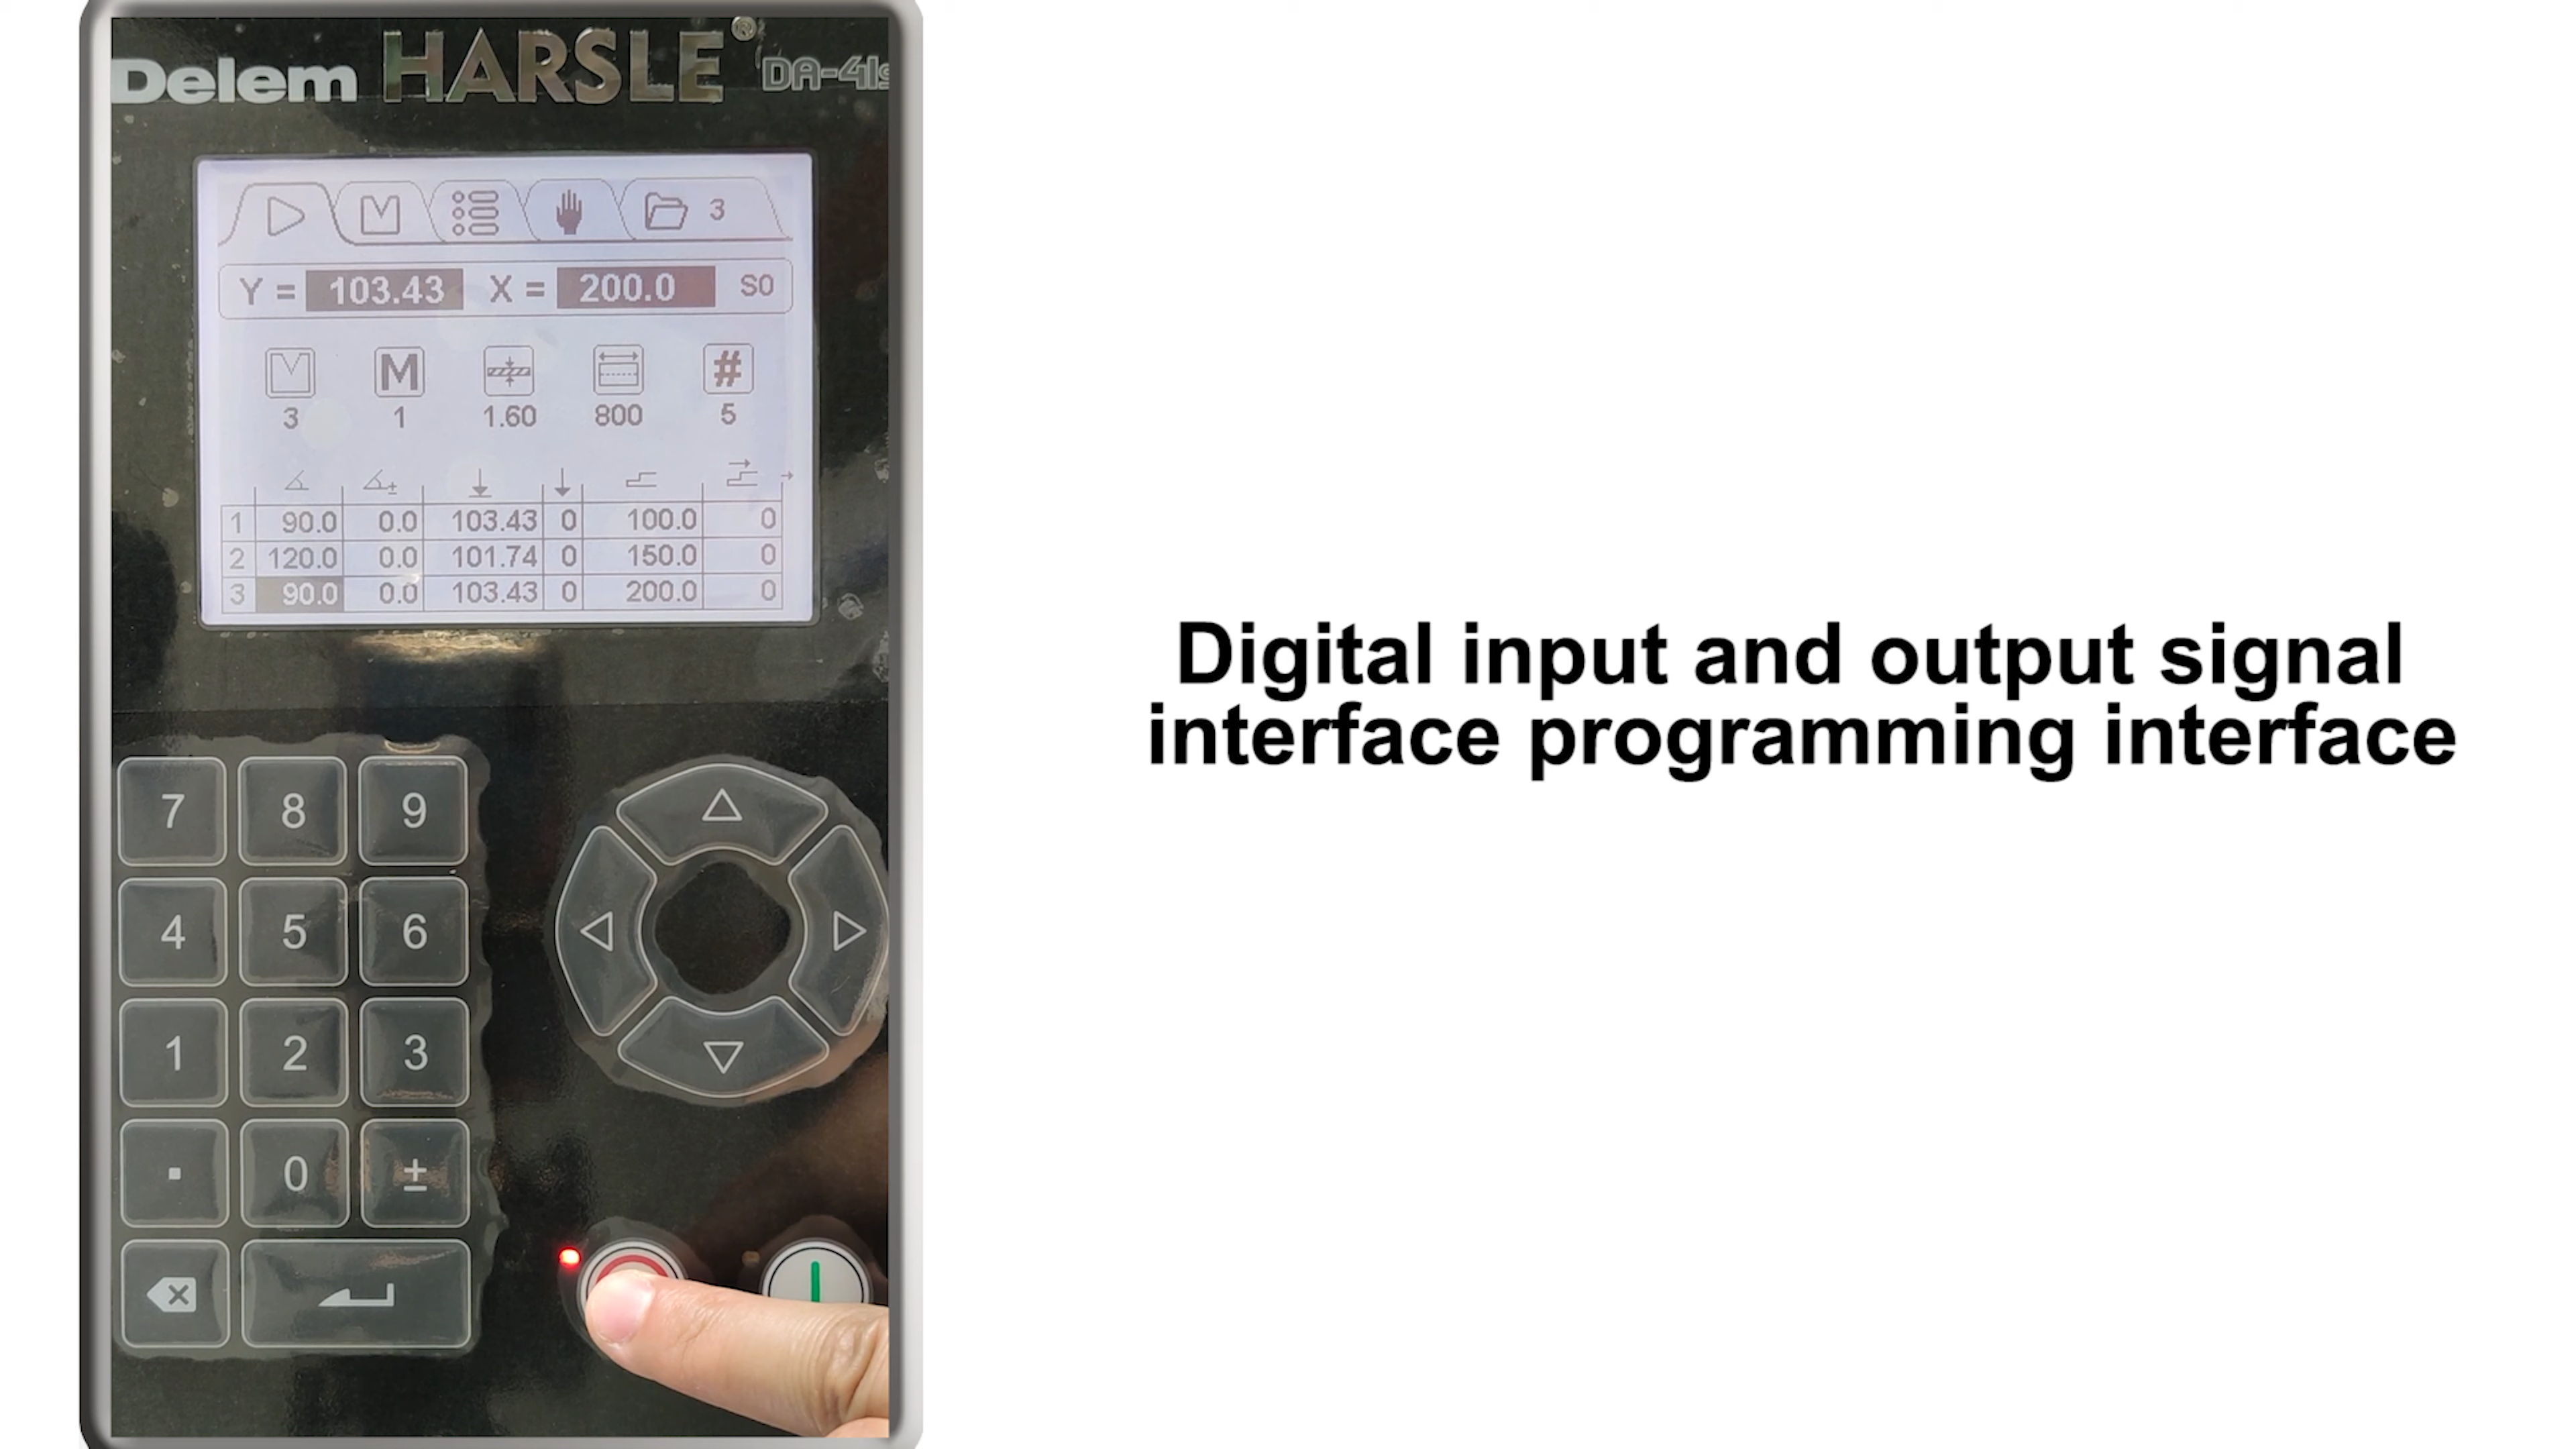 Delem HARSLE® DA-41s
3
Y = 103.43 X = 200.0 S0
M #
3 1 1.60 800 5
1 90.0 0.0 103.43 0 100.0 0
2 120.0 0.0 101.74 0 150.0 0
3 90.0 0.0 103.43 0 200.0 0
Digital input and output signal
interface programming interface
7 8 9
4 5 6
1 2 3
. 0 ±